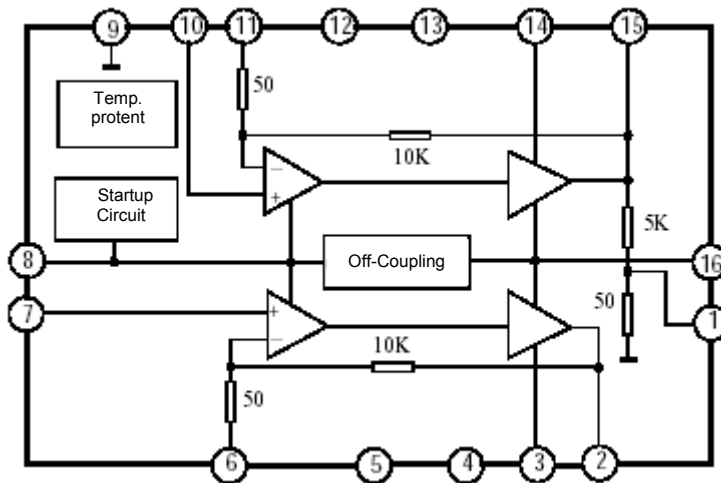 9 10 11 12 13 14 15
50
Temp.
protent
10K
−
+
Startup
Circuit
5K
8
Off-Coupling
16
7
50
1
+
−
10K
50
6 5 4 3 2